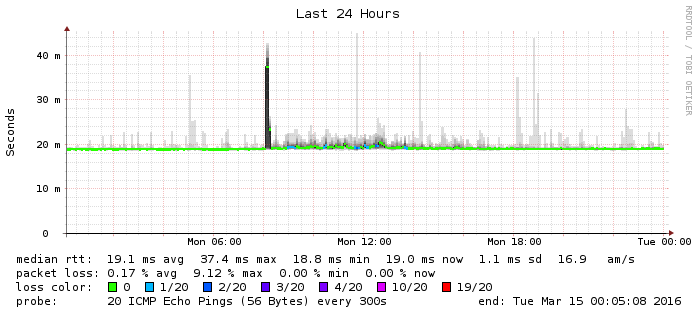 Last 24 Hours
RRDTOOL / TOBI OETIKER
Seconds
40 m
30 m
20 m
10 m
0
Mon 06:00 Mon 12:00 Mon 18:00 Tue 00:00
median rtt: 19.1 ms avg 37.4 ms max 18.8 ms min 19.0 ms now 1.1 ms sd 16.9 am/s
packet loss: 0.17 % avg 9.12 % max 0.00 % min 0.00 % now
loss color: 0 1/20 2/20 3/20 4/20 10/20 19/20
probe: 20 ICMP Echo Pings (56 Bytes) every 300s end: Tue Mar 15 00:05:08 2016